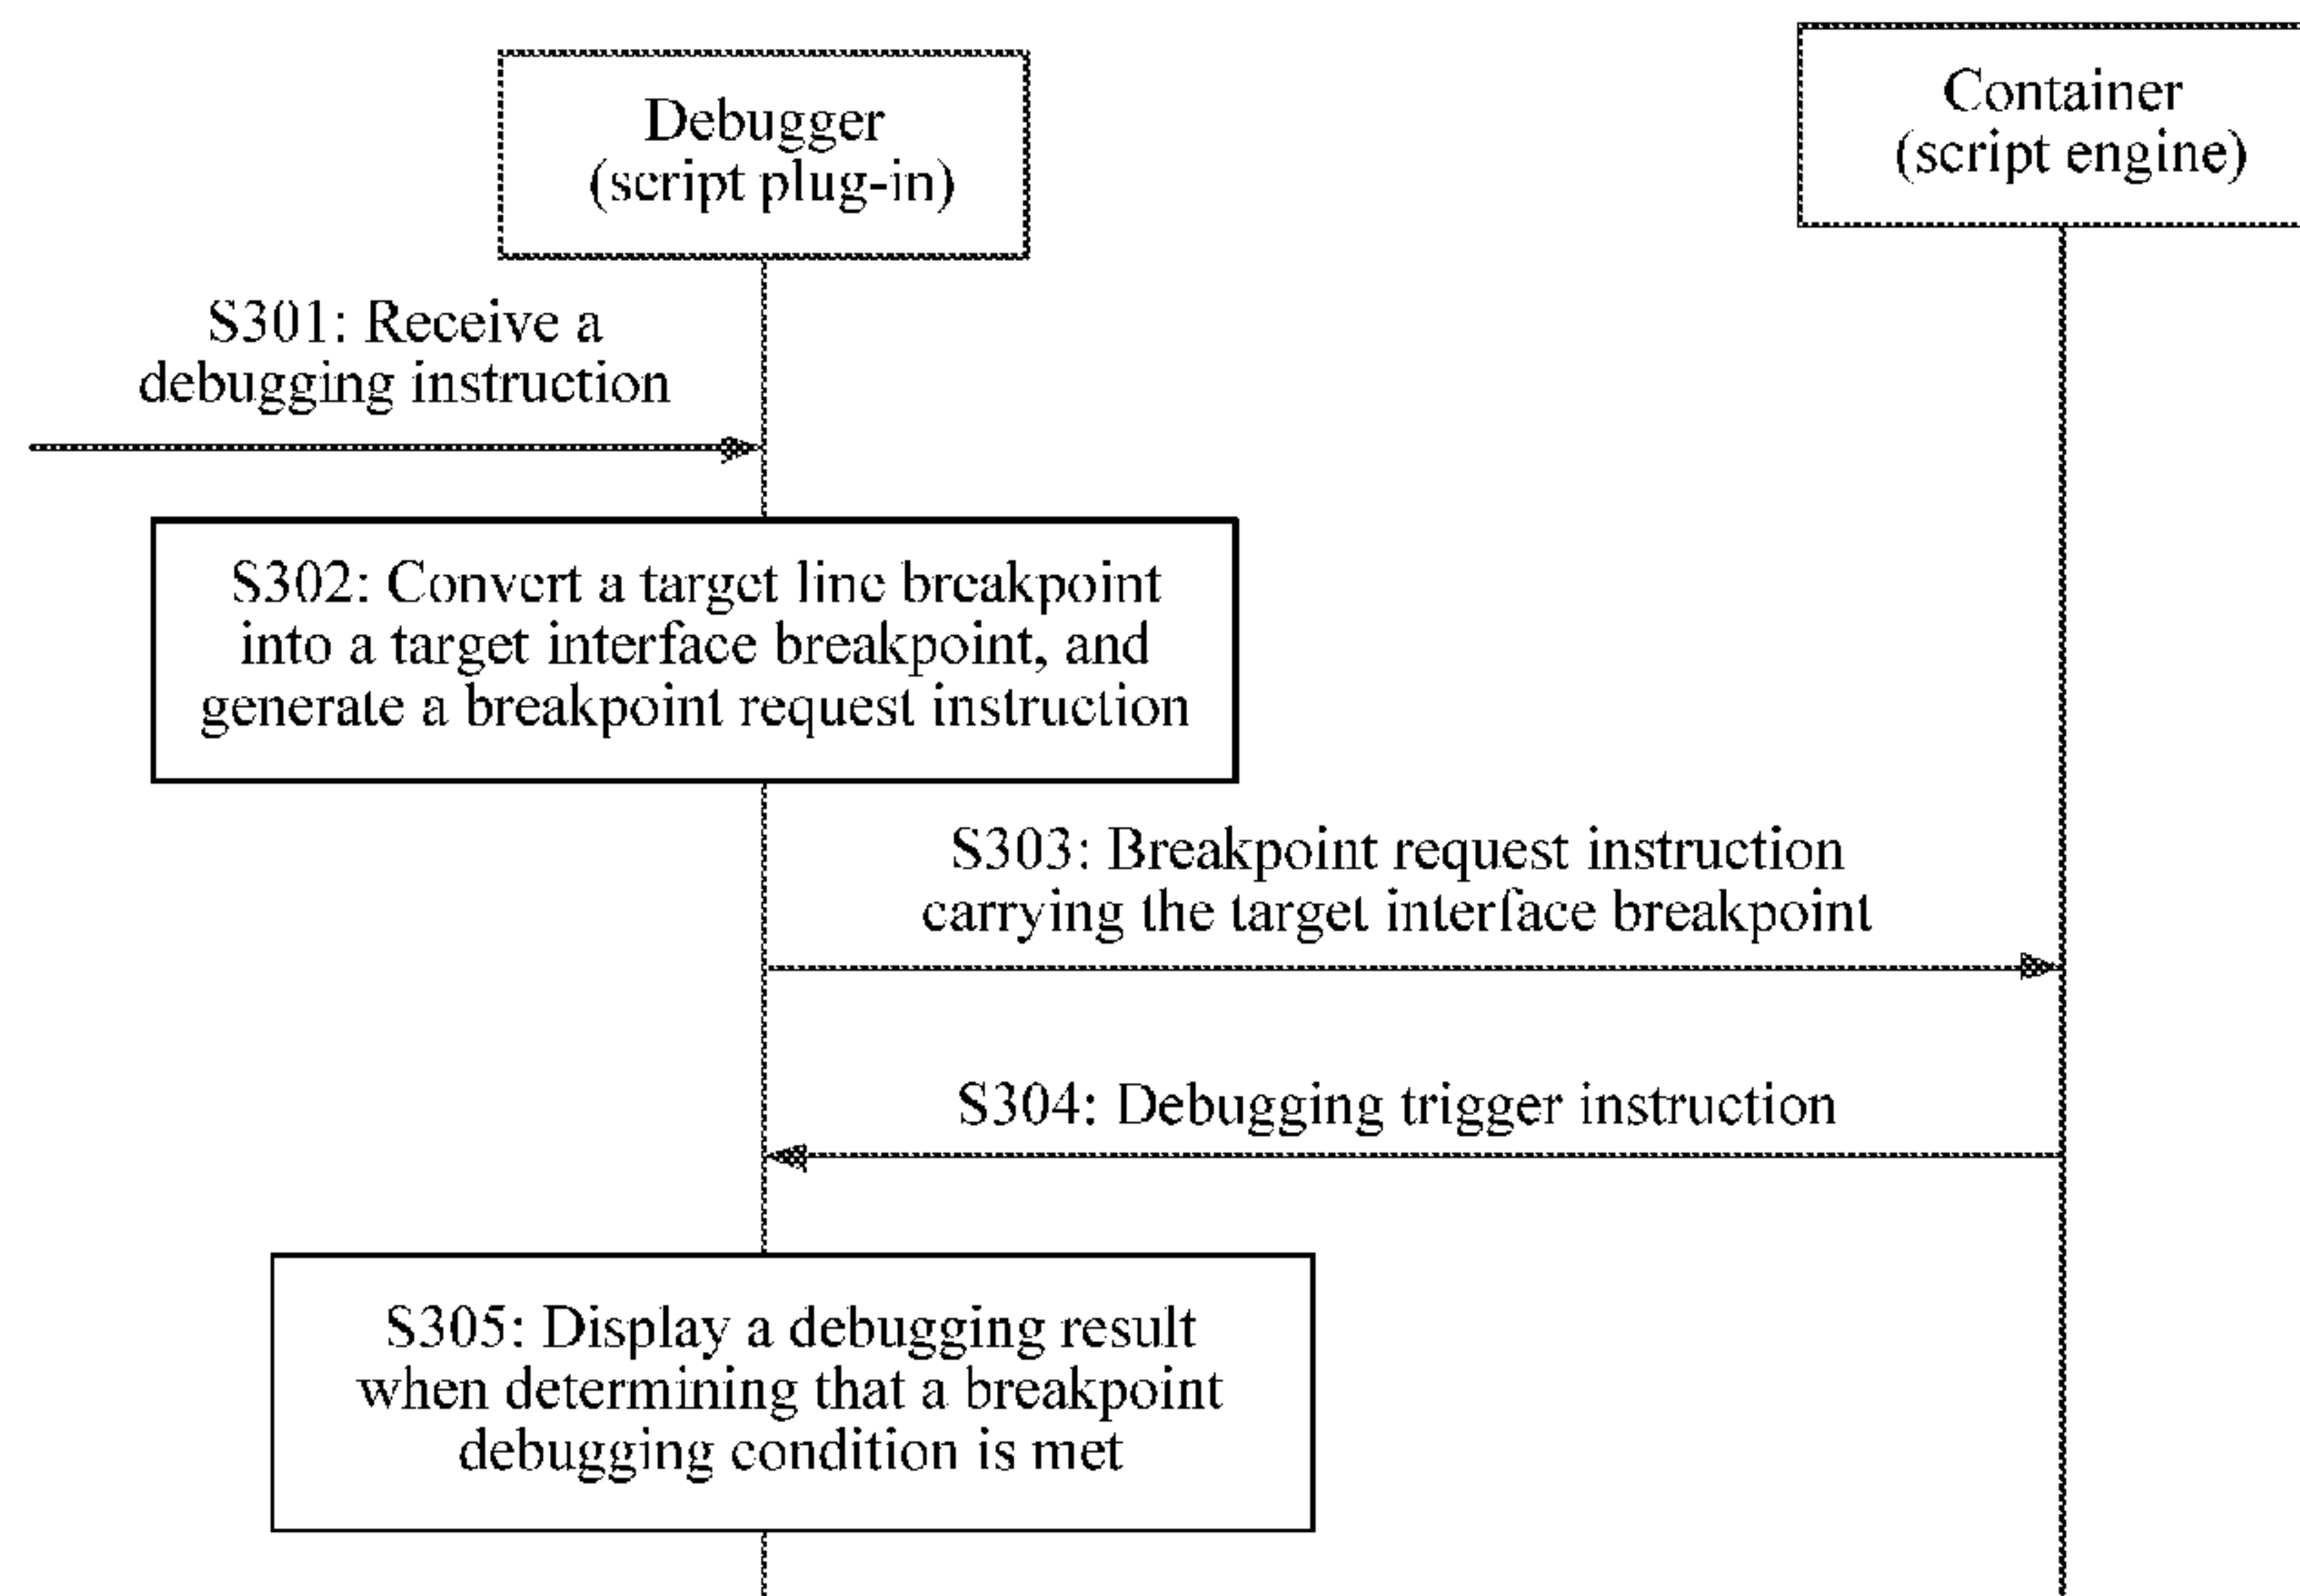 Debugger
(script plug-in)
Container
(script engine)
S301: Receive a
debugging instruction
S302: Convert a target line breakpoint
into a target interface breakpoint, and
generate a breakpoint request instruction
S303: Breakpoint request instruction
carrying the target interface breakpoint
S304: Debugging trigger instruction
S305: Display a debugging result
when determining that a breakpoint
debugging condition is met